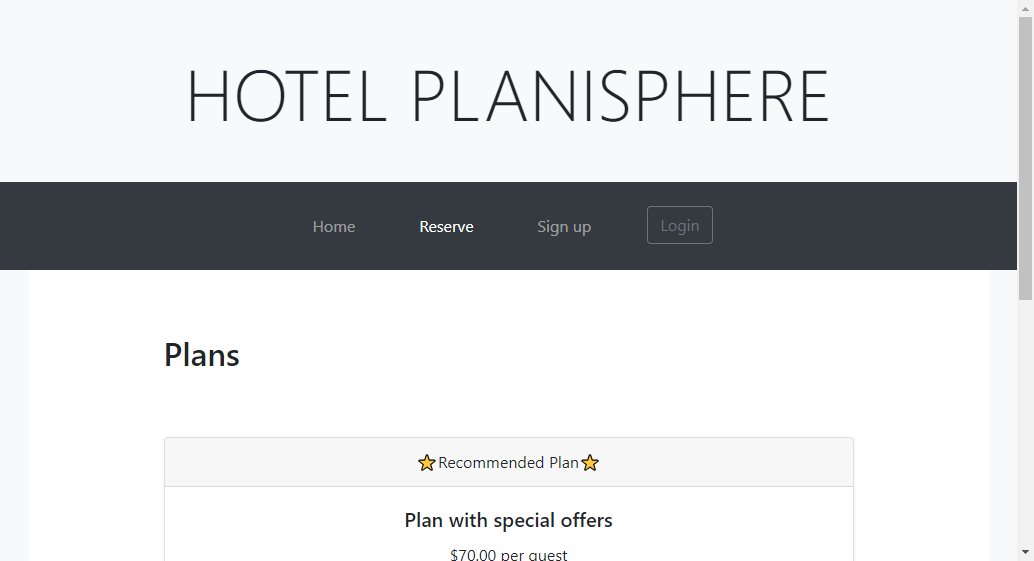 HOTEL PLANISPHERE
Home Reserve Sign up Login
Plans
⭐Recommended Plan⭐
Plan with special offers
$70.00 per guest